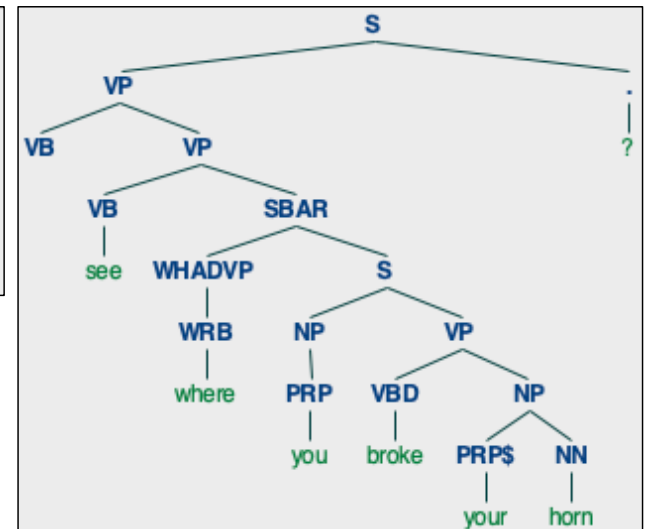 S
VP .
VB VP ?
VB SBAR
see WHADVP S
WRB NP VP
where PRP VBD NP
you broke PRP$ NN
your horn